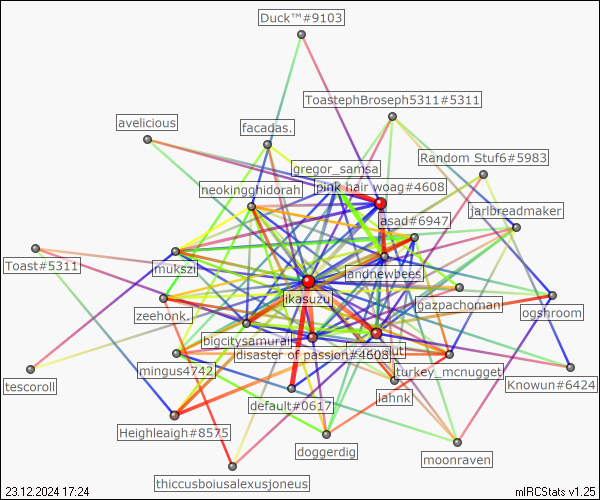 Duck™#9103
ToastephBroseph5311#5311
avelicious
facadas.
Random Stuf6#5983
gregor_samsa
neokingghidorah
pink hair woag#4608
jarlbreadmaker
asad#6947
Toast#5311
mukszii
andnewbees
ikasuzu
zeehonk.
gazpachoman
ogshroom
bigcitysamurai
disaster of passion#4608
mingus4742
turkey_mcnugget
Knowun#6424
tescoroll
default#0617
lahnk
Heighleaigh#8575
doggerdig
moonraven
thiccusboiusalexusjoneus
23.12.2024 17:24
mIRCStats v1.25